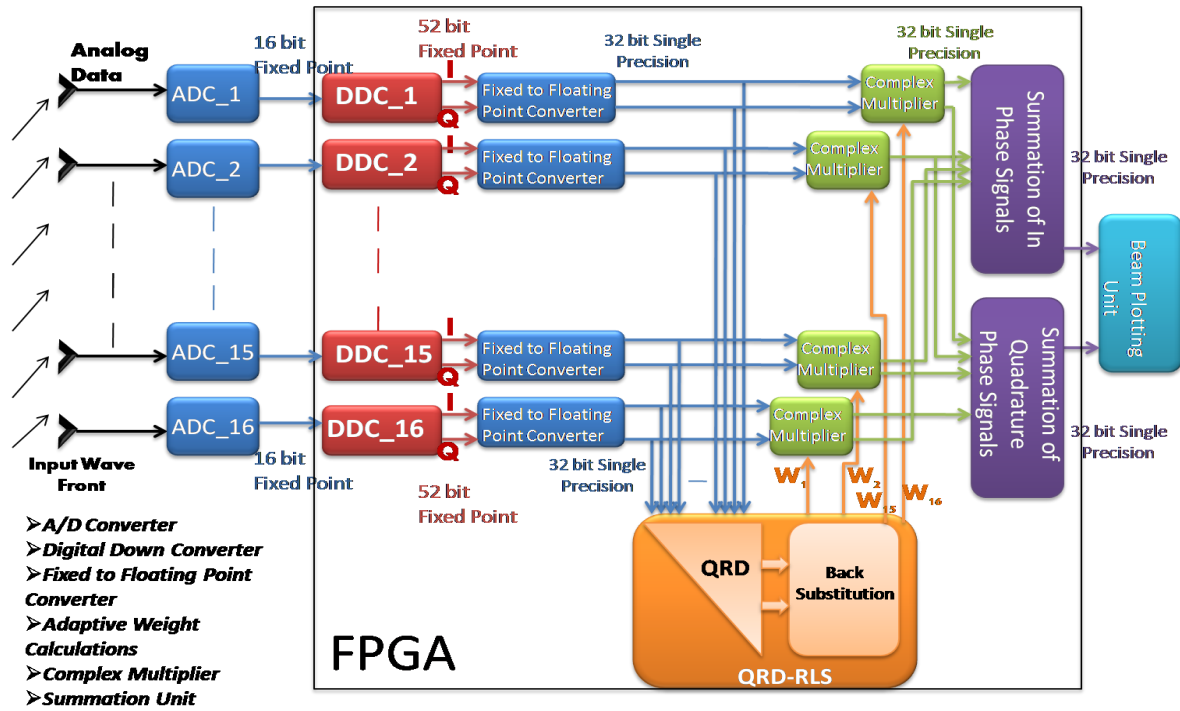 52 bit
Fixed Point
32 bit Single
Precision
32 bit Single
Precision
16 bit
Fixed Point
Analog
Data
ADC_1
DDC_1
I
Q
Fixed to Floating
Point Converter
Complex
Multiplier
Summation of In
Phase Signals
ADC_2
DDC_2
I
Q
Fixed to Floating
Point Converter
Complex
Multiplier
32 bit Single
Precision
Beam Plotting
Unit
ADC_15
DDC_15
I
Q
Fixed to Floating
Point Converter
Complex
Multiplier
Summation of
Quadrature
Phase Signals
ADC_16
DDC_16
I
Q
Fixed to Floating
Point Converter
Complex
Multiplier
32 bit Single
Precision
Input Wave
Front
16 bit
Fixed Point
52 bit
Fixed Point
32 bit Single
Precision
W1
W2
W15
W16
QRD
Back
Substitution
QRD-RLS
FPGA
➢A/D Converter
➢Digital Down Converter
➢Fixed to Floating Point
Converter
➢Adaptive Weight
Calculations
➢Complex Multiplier
➢Summation Unit